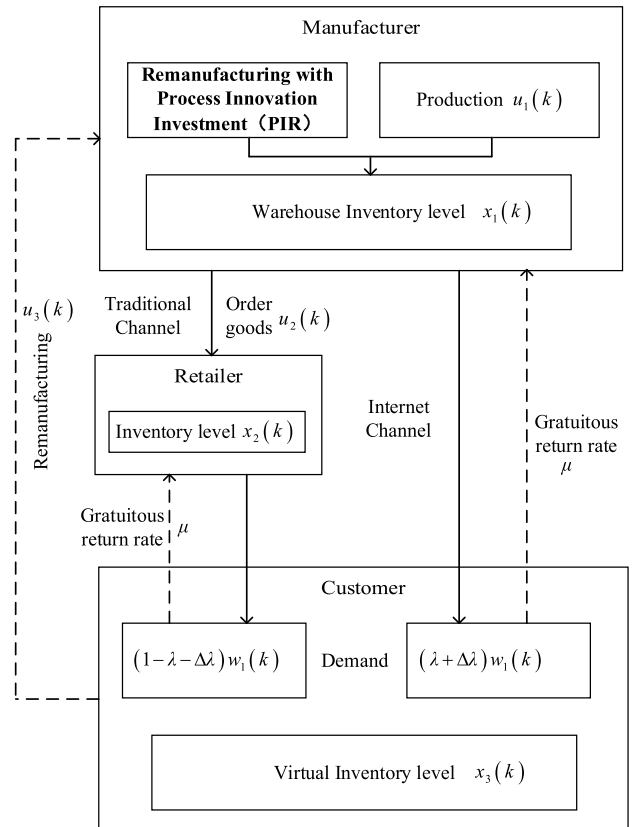 Manufacturer
Remanufacturing with
Process Innovation
Investment（PIR）
Production u₁(k)
Warehouse Inventory level x₁(k)
u₃(k)
Remanufacturing
Traditional
Channel
Order
goods u₂(k)
Retailer
Inventory level x₂(k)
Internet
Channel
Gratuitous
return rate
μ
Gratuitous
return rate
μ
Customer
(1−λ−Δλ)w₁(k)
Demand
(λ+Δλ)w₁(k)
Virtual Inventory level x₃(k)